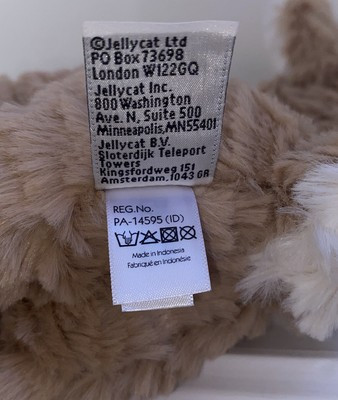 ©Jellycat Ltd
PO Box 73698
London W122GQ
Jellycat Inc.
800 Washington
Ave. N, Suite 500
Minneapolis,MN55401
Jellycat B.V.
Sloterdijk Teleport
Towers
Kingsfordweg 151
Amsterdam, 1043 GR
REG.No.
PA-14595 (ID)
Made in Indonesia
Fabriqué en Indonésie